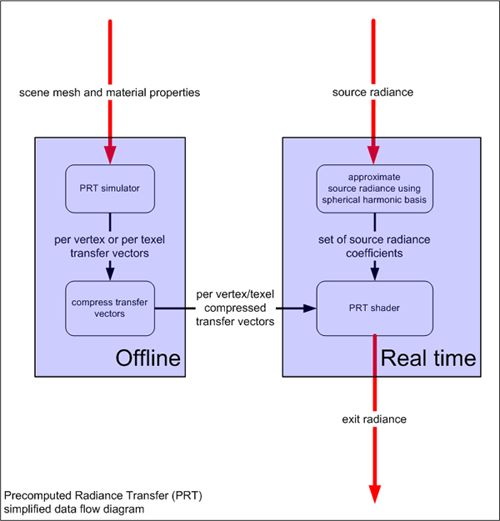 scene mesh and material properties
source radiance
PRT simulator
per vertex or per texel
transfer vectors
compress transfer
vectors
Offline
per vertex/texel
compressed
transfer vectors
approximate
source radiance using
spherical harmonic basis
set of source radiance
coefficients
PRT shader
Real time
exit radiance
Precomputed Radiance Transfer (PRT)
simplified data flow diagram